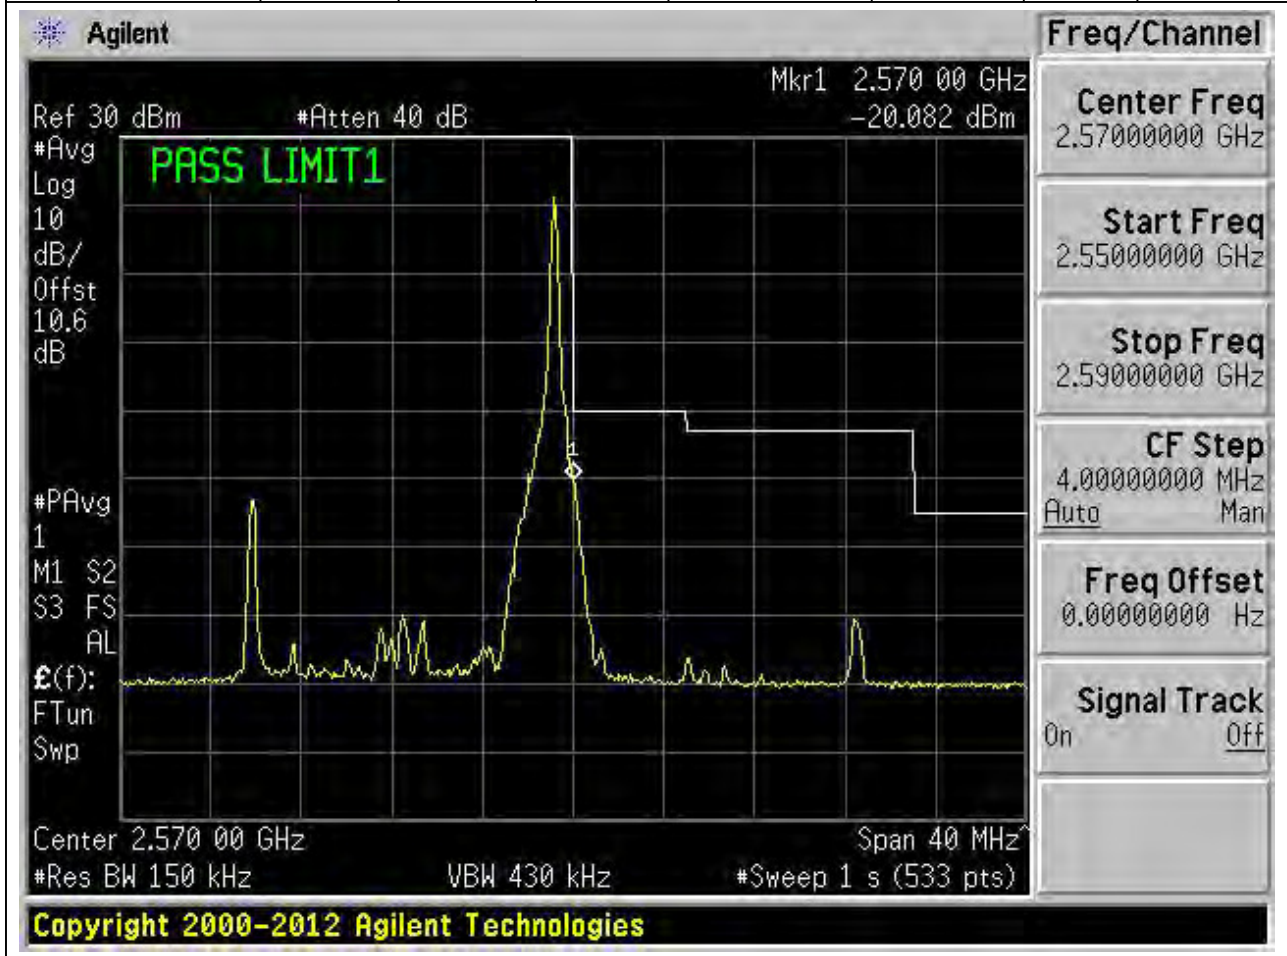 Agilent
Freq/Channel
Mkr1 2.570 00 GHz
Ref 30 dBm #Atten 40 dB -20.082 dBm
#Avg
Log
10
dB/
Offst
10.6
dB
PASS LIMIT1
1
#PAvg
1
M1 S2
S3 FS
AL
£(f):
FTun
Swp
Center 2.570 00 GHz Span 40 MHz^
#Res BW 150 kHz VBW 430 kHz #Sweep 1 s (533 pts)
Copyright 2000-2012 Agilent Technologies
Center Freq
2.57000000 GHz
Start Freq
2.55000000 GHz
Stop Freq
2.59000000 GHz
CF Step
4.00000000 MHz
Auto Man
Freq Offset
0.00000000 Hz
Signal Track
On Off